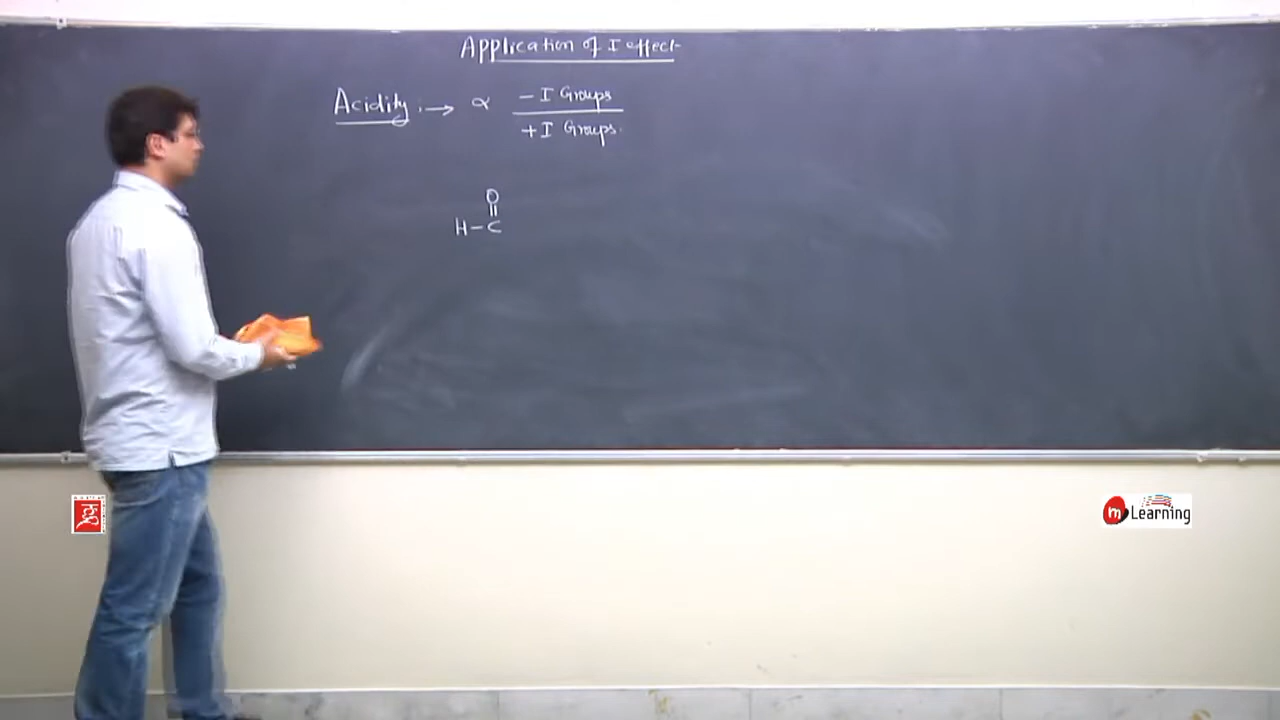 Application of I effect
Acidity :→ ∝ - I Groups
+ I Groups.
O
H - C
m Learning